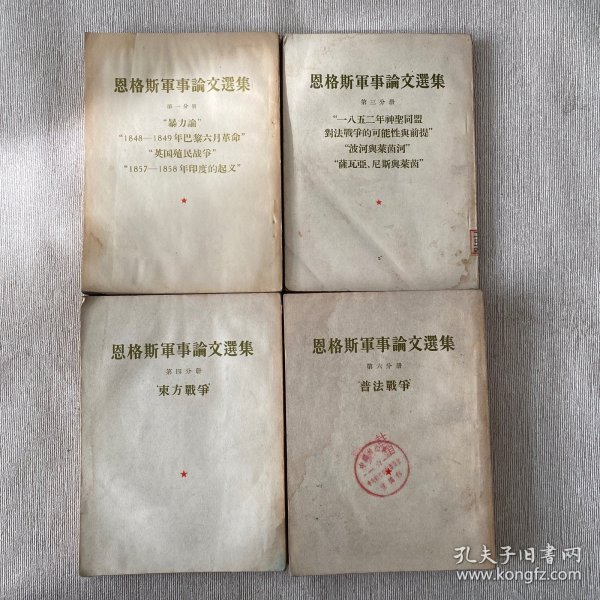 恩格斯軍事論文選集
第一分册
“暴力論”
“1848—1849年巴黎六月革命”
“英国殖民战爭”
“1857—1858年印度的起义”
恩格斯軍事論文選集
第三分册
“一八五二年神聖同盟
對法戰爭的可能性與前提”
“波河與萊茵河”
“薩瓦亞、尼斯與萊茵”
恩格斯軍事論文選集
第四分册
“東方戰爭”
恩格斯軍事論文選集
第六分册
“普法戰爭”
孔夫子旧書网
www.kongfz.com